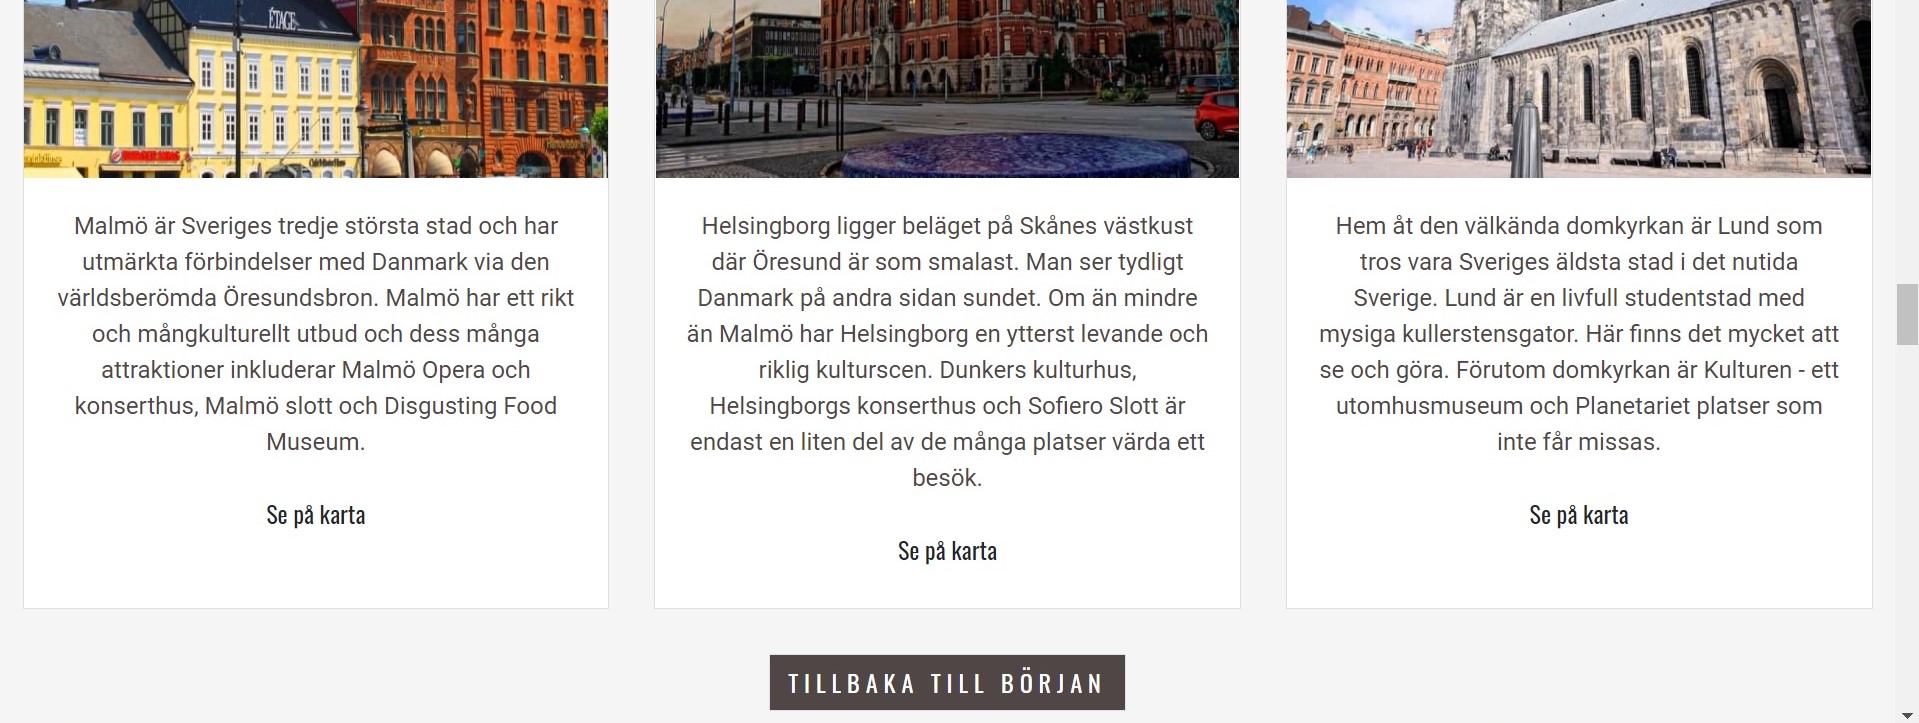 ÉTAGE
Malmö är Sveriges tredje största stad och har
utmärkta förbindelser med Danmark via den
världsberömda Öresundsbron. Malmö har ett rikt
och mångkulturellt utbud och dess många
attraktioner inkluderar Malmö Opera och
konserthus, Malmö slott och Disgusting Food
Museum.
Se på karta
Helsingborg ligger beläget på Skånes västkust
där Öresund är som smalast. Man ser tydligt
Danmark på andra sidan sundet. Om än mindre
än Malmö har Helsingborg en ytterst levande och
riklig kulturscen. Dunkers kulturhus,
Helsingborgs konserthus och Sofiero Slott är
endast en liten del av de många platser värda ett
besök.
Se på karta
Hem åt den välkända domkyrkan är Lund som
tros vara Sveriges äldsta stad i det nutida
Sverige. Lund är en livfull studentstad med
mysiga kullerstensgator. Här finns det mycket att
se och göra. Förutom domkyrkan är Kulturen - ett
utomhusmuseum och Planetariet platser som
inte får missas.
Se på karta
TILLBAKA TILL BÖRJAN